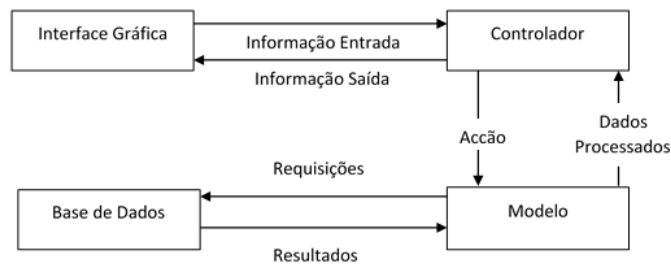 Interface Gráfica
Informação Entrada
Controlador
Informação Saída
Accão
Dados
Processados
Requisições
Base de Dados
Modelo
Resultados